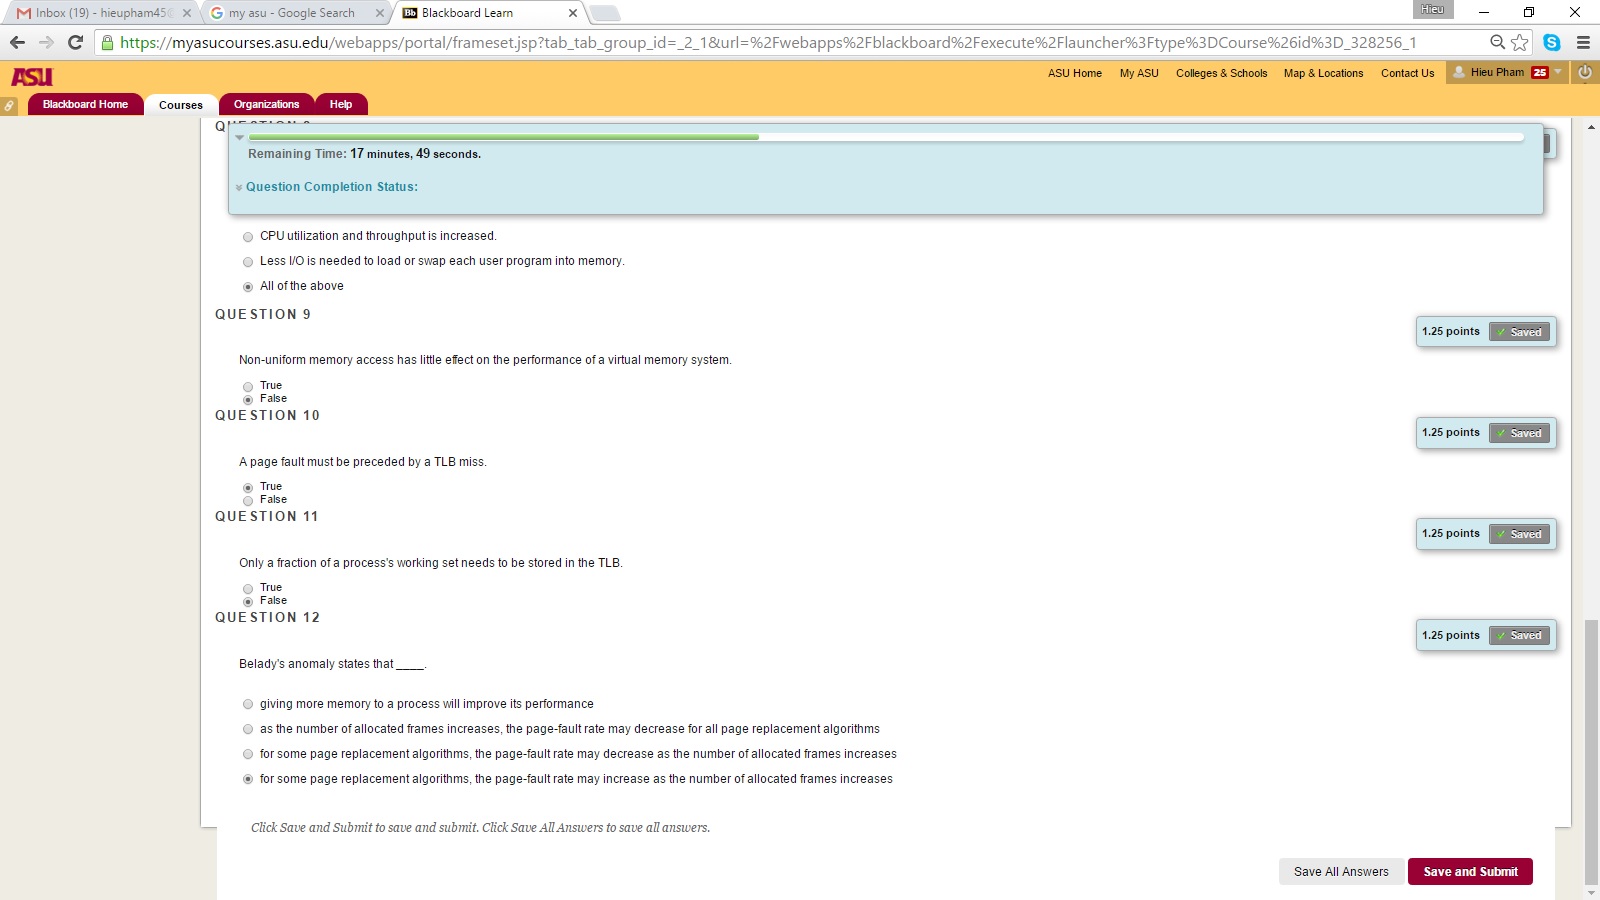 Inbox (19) - hieupham45
my asu - Google Search
Bb Blackboard Learn
Hieu
https://myasucourses.asu.edu/webapps/portal/frameset.jsp?tab_tab_group_id=_2_1&url=%2Fwebapps%2Fblackboard%2Fexecute%2Flauncher%3Ftype%3DCourse%26id%3D_328256_1
ASU
ASU Home My ASU Colleges & Schools Map & Locations Contact Us Hieu Pham 25
Blackboard Home Courses Organizations Help
Remaining Time: 17 minutes, 49 seconds.
Question Completion Status:
CPU utilization and throughput is increased.
Less I/O is needed to load or swap each user program into memory.
All of the above
QUESTION 9
1.25 points Saved
Non-uniform memory access has little effect on the performance of a virtual memory system.
True
False
QUESTION 10
1.25 points Saved
A page fault must be preceded by a TLB miss.
True
False
QUESTION 11
1.25 points Saved
Only a fraction of a process's working set needs to be stored in the TLB.
True
False
QUESTION 12
1.25 points Saved
Belady's anomaly states that ____.
giving more memory to a process will improve its performance
as the number of allocated frames increases, the page-fault rate may decrease for all page replacement algorithms
for some page replacement algorithms, the page-fault rate may decrease as the number of allocated frames increases
for some page replacement algorithms, the page-fault rate may increase as the number of allocated frames increases
Click Save and Submit to save and submit. Click Save All Answers to save all answers.
Save All Answers Save and Submit